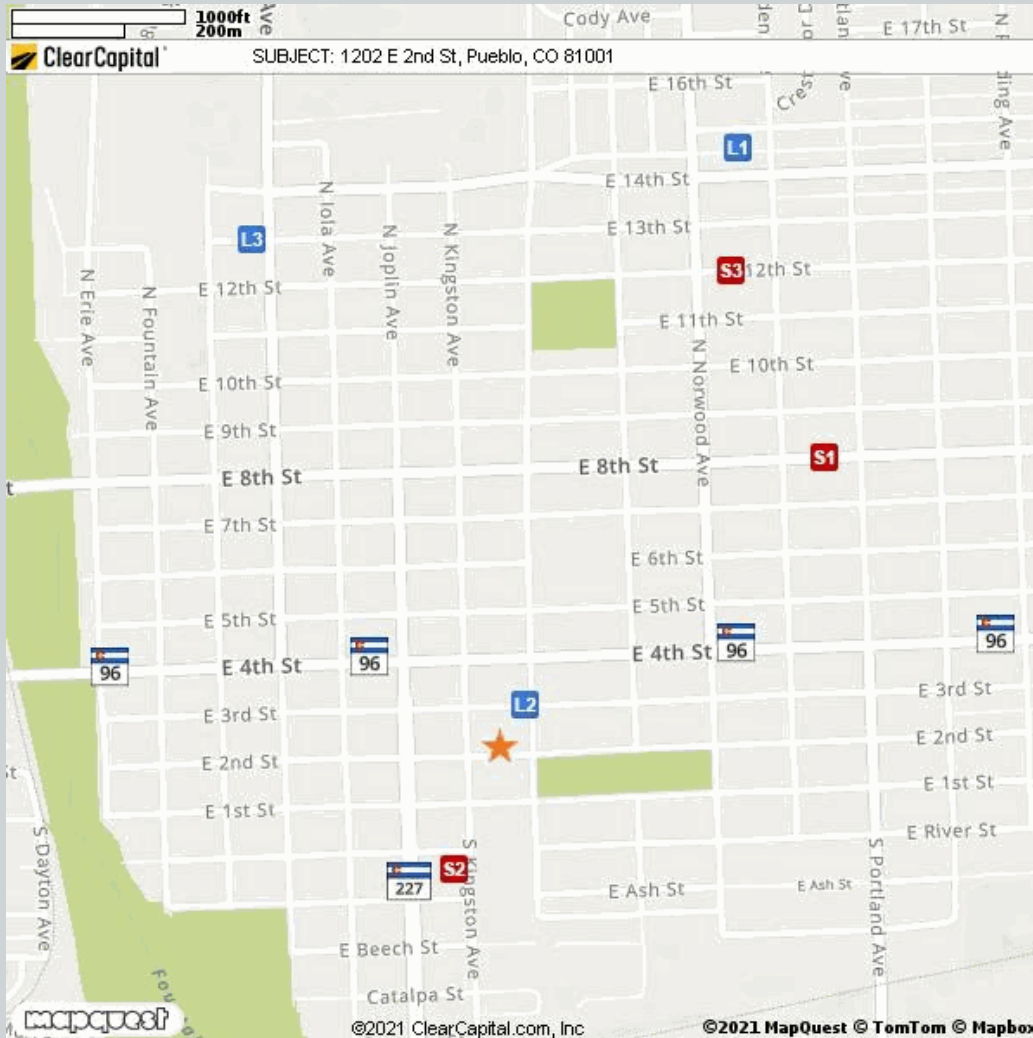 1000ft
200m
Ave
Cody Ave
E 17th St
ClearCapital
SUBJECT: 1202 E 2nd St, Pueblo, CO 81001
E 16th St
L1
E 14th St
N Iola Ave
E 13th St
L3
N Joplin Ave
N Kingston Ave
S3
12th St
N Erie Ave
N Fountain Ave
E 12th St
E 11th St
N Norwood Ave
E 10th St
E 10th St
E 9th St
S1
E 8th St
E 8th St
E 7th St
E 6th St
E 5th St
E 5th St
96
E 4th St
96
E 4th St
96
96
L2
E 3rd St
E 3rd St
E 2nd St
E 2nd St
E 1st St
E 1st St
E River St
S Dayton Ave
S2
227
S Kingston Ave
E Ash St
E Ash St
S Portland Ave
E Beech St
Catalpa St
mapquest
©2021 ClearCapital.com, Inc
©2021 MapQuest © TomTom © Mapbox